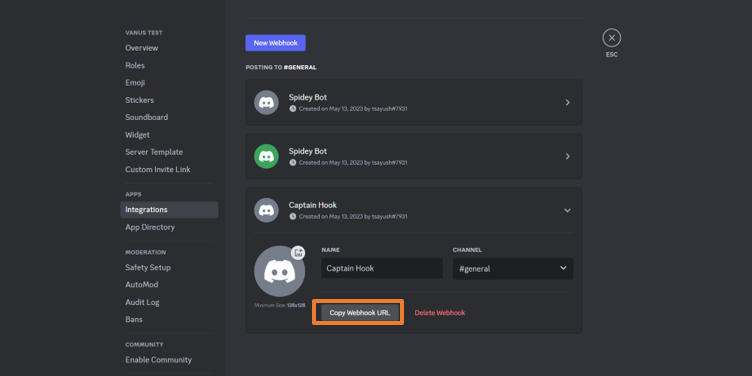 VANUS TEST
Overview
Roles
Emoji
Stickers
Soundboard
Widget
Server Template
Custom Invite Link
APPS
Integrations
App Directory
MODERATION
Safety Setup
AutoMod
Audit Log
Bans
COMMUNITY
Enable Community
New Webhook
POSTING TO #GENERAL
Spidey Bot
Created on May 13, 2023 by tsayush#7931
Spidey Bot
Created on May 13, 2023 by tsayush#7931
Captain Hook
Created on May 13, 2023 by tsayush#7931
NAME
CHANNEL
Captain Hook
#general
Minimum Size: 128x128
Copy Webhook URL
Delete Webhook
ESC